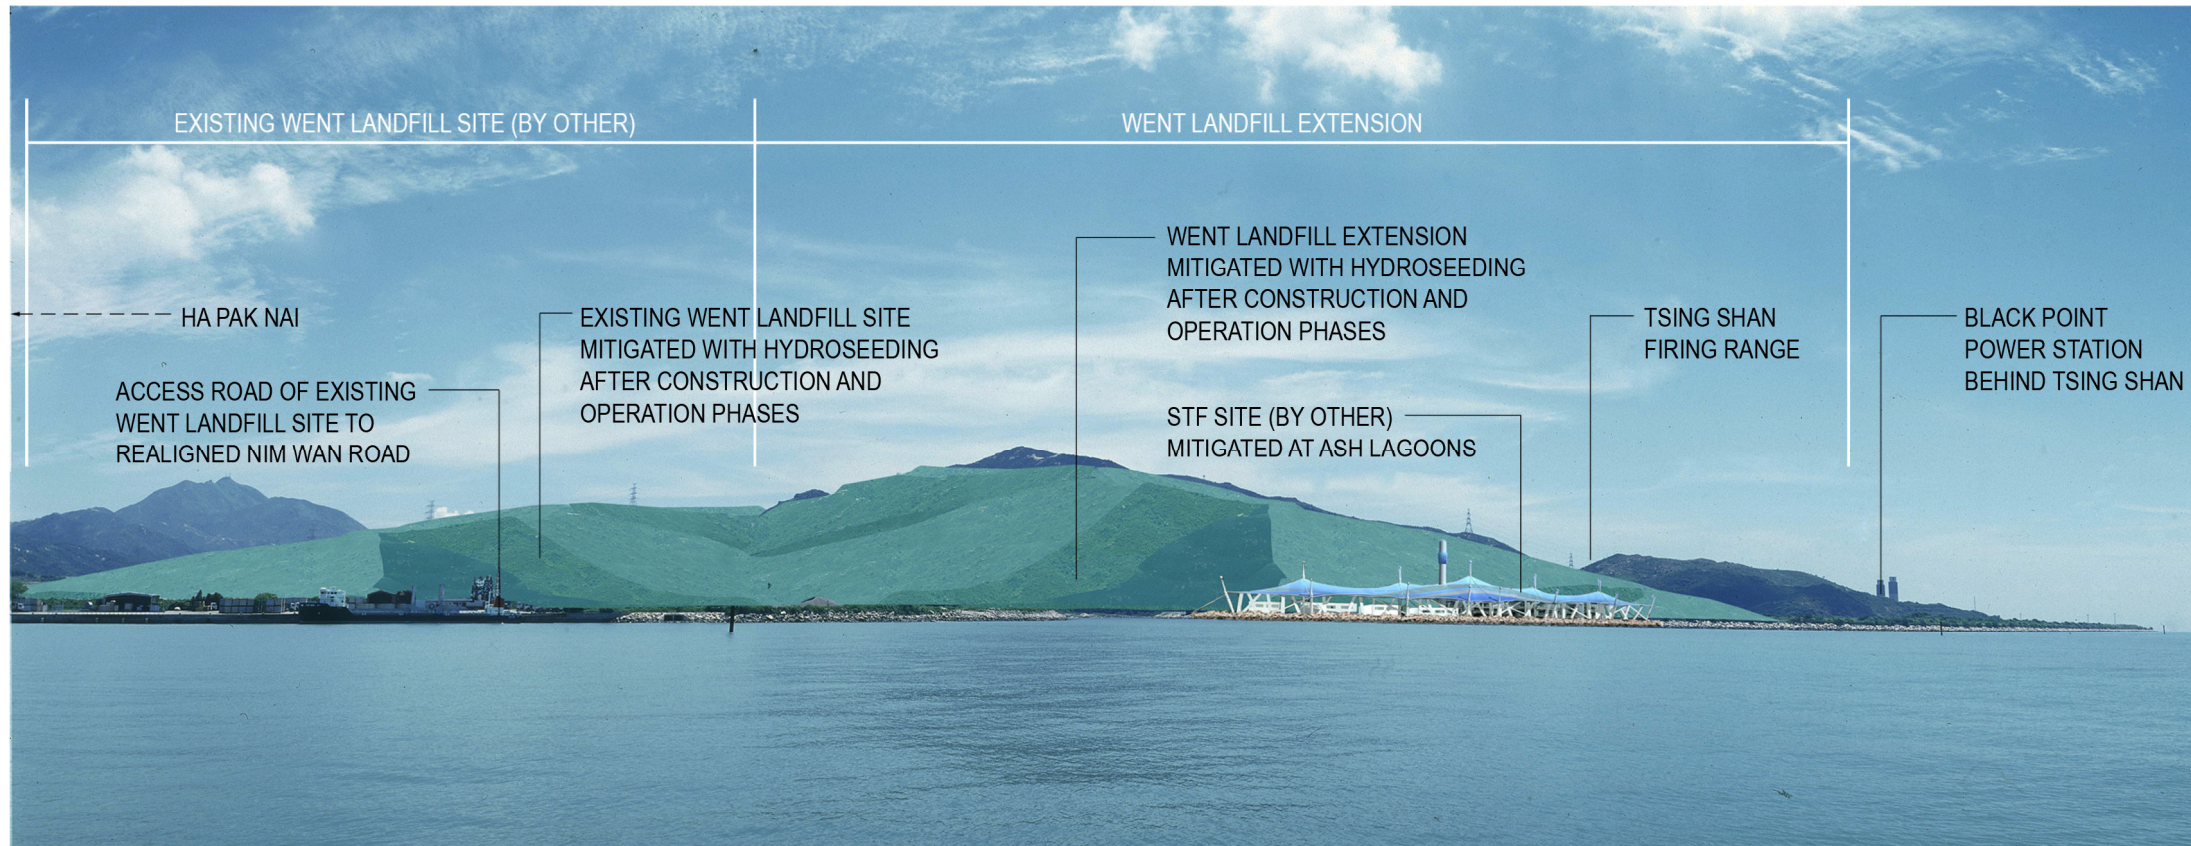 EXISTING WENT LANDFILL SITE (BY OTHER)
WENT LANDFILL EXTENSION
HA PAK NAI
ACCESS ROAD OF EXISTING
WENT LANDFILL SITE TO
REALIGNED NIM WAN ROAD
EXISTING WENT LANDFILL SITE
MITIGATED WITH HYDROSEEDING
AFTER CONSTRUCTION AND
OPERATION PHASES
WENT LANDFILL EXTENSION
MITIGATED WITH HYDROSEEDING
AFTER CONSTRUCTION AND
OPERATION PHASES
STF SITE (BY OTHER)
MITIGATED AT ASH LAGOONS
TSING SHAN
FIRING RANGE
BLACK POINT
POWER STATION
BEHIND TSING SHAN